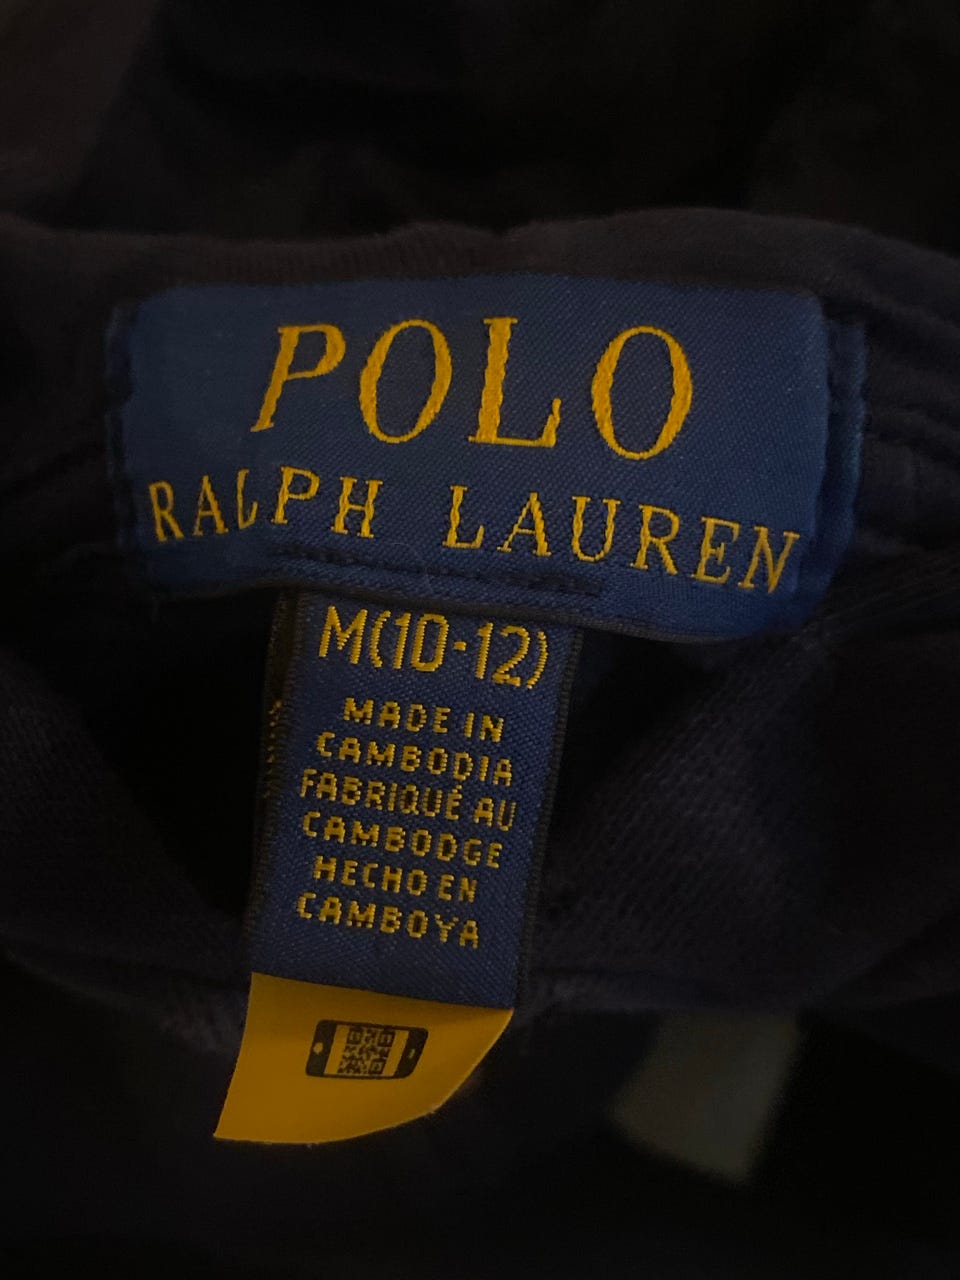 POLO
RALPH LAUREN
M(10-12)
MADE IN
CAMBODIA
FABRIQUÉ AU
CAMBODGE
HECHO EN
CAMBOYA